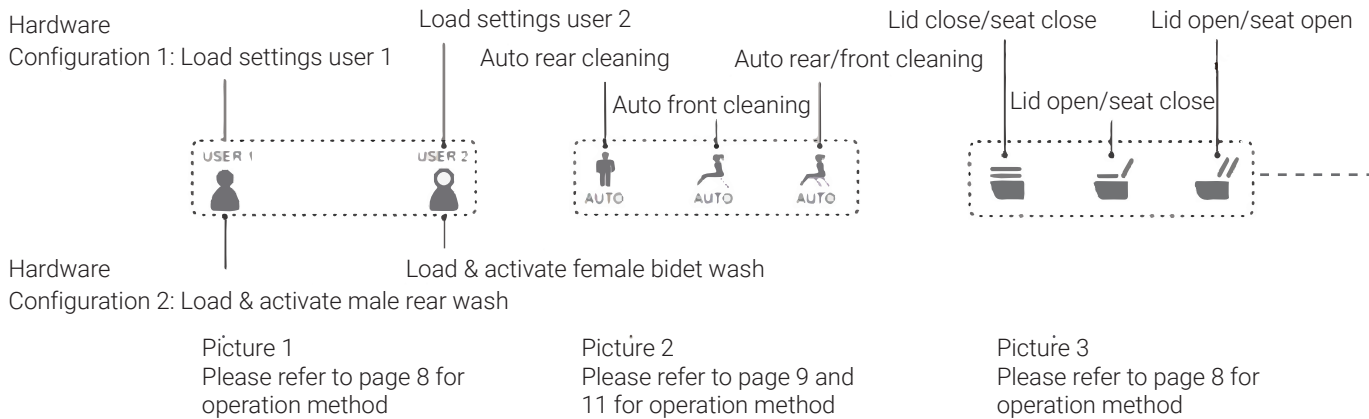 Hardware
Configuration 1: Load settings user 1
Load settings user 2
Auto rear cleaning
Auto front cleaning
Auto rear/front cleaning
Lid close/seat close
Lid open/seat close
Lid open/seat open
USER 1
USER 2
AUTO
AUTO
AUTO
Hardware
Configuration 2: Load & activate male rear wash
Load & activate female bidet wash
Picture 1
Please refer to page 8 for
operation method
Picture 2
Please refer to page 9 and
11 for operation method
Picture 3
Please refer to page 8 for
operation method